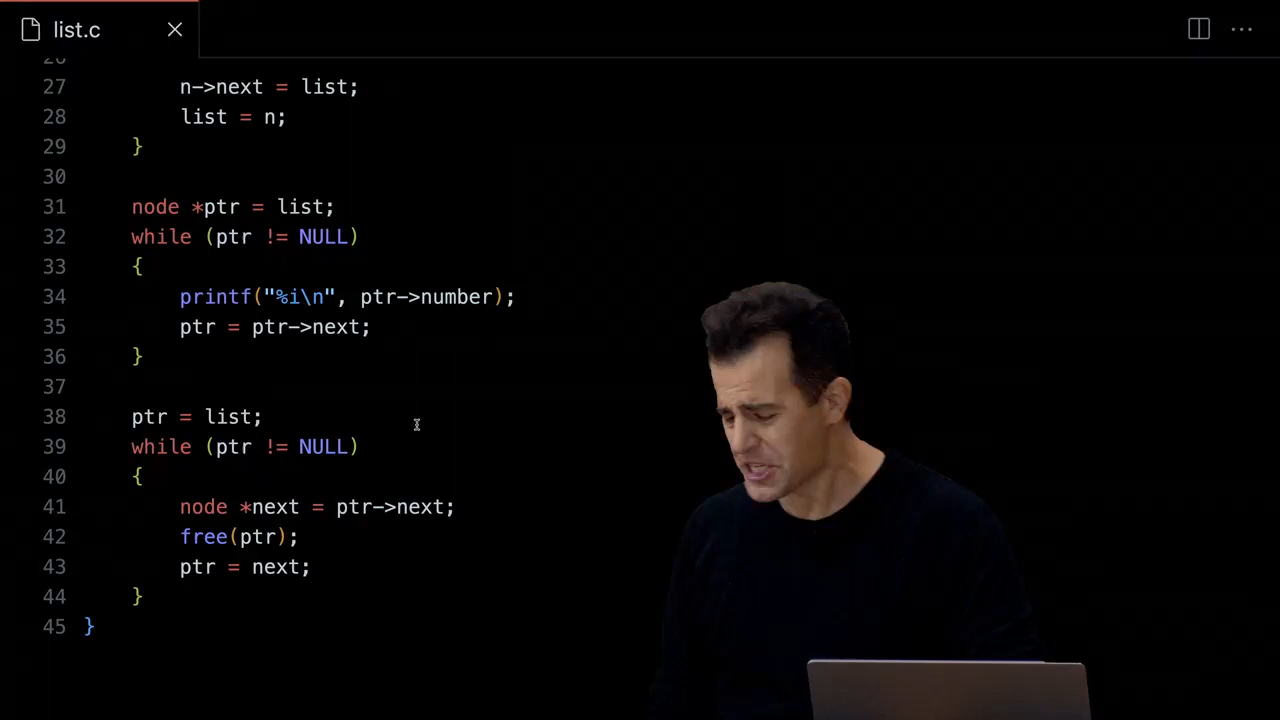 list.c
27 n->next = list;
28 list = n;
29 }
30
31 node *ptr = list;
32 while (ptr != NULL)
33 {
34 printf("%i\n", ptr->number);
35 ptr = ptr->next;
36 }
37
38 ptr = list;
39 while (ptr != NULL)
40 {
41 node *next = ptr->next;
42 free(ptr);
43 ptr = next;
44 }
45 }